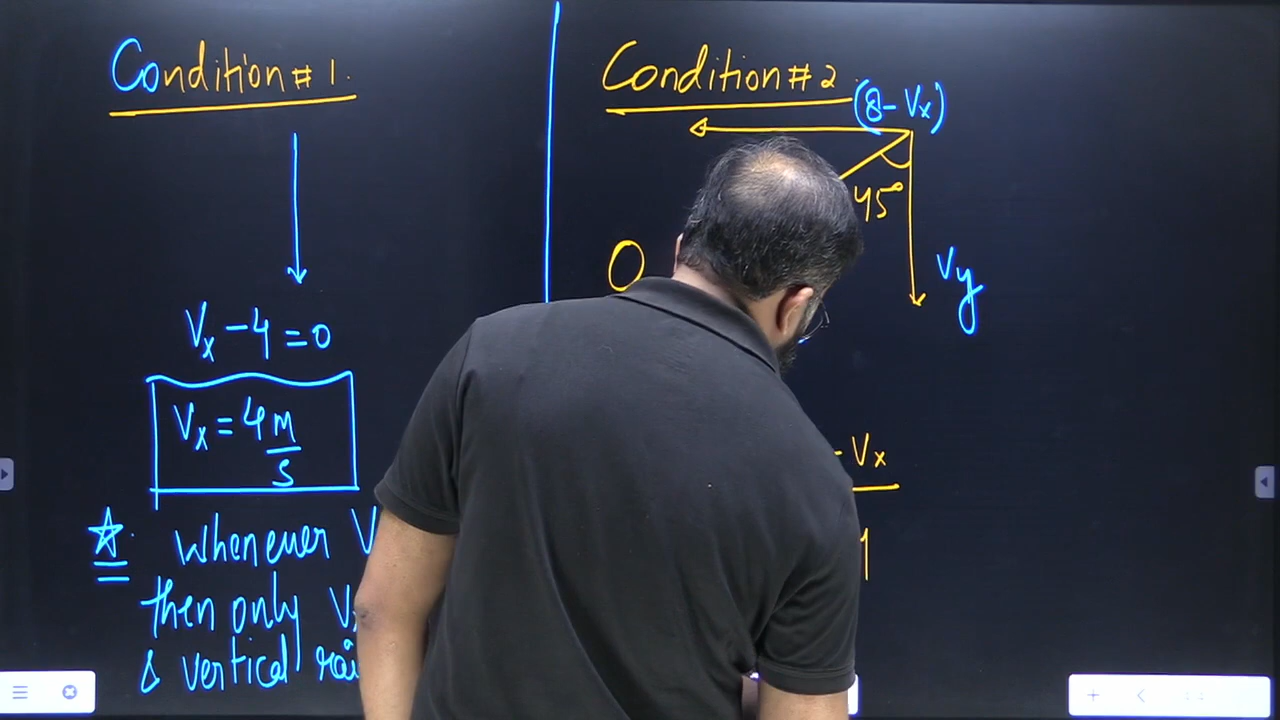 Condition # 1.
Vx - 4 = 0
Vx = 4 m/s
Whenever
then only
& vertical
Condition # 2.
(8 - Vx)
45°
Vy
- Vx
1